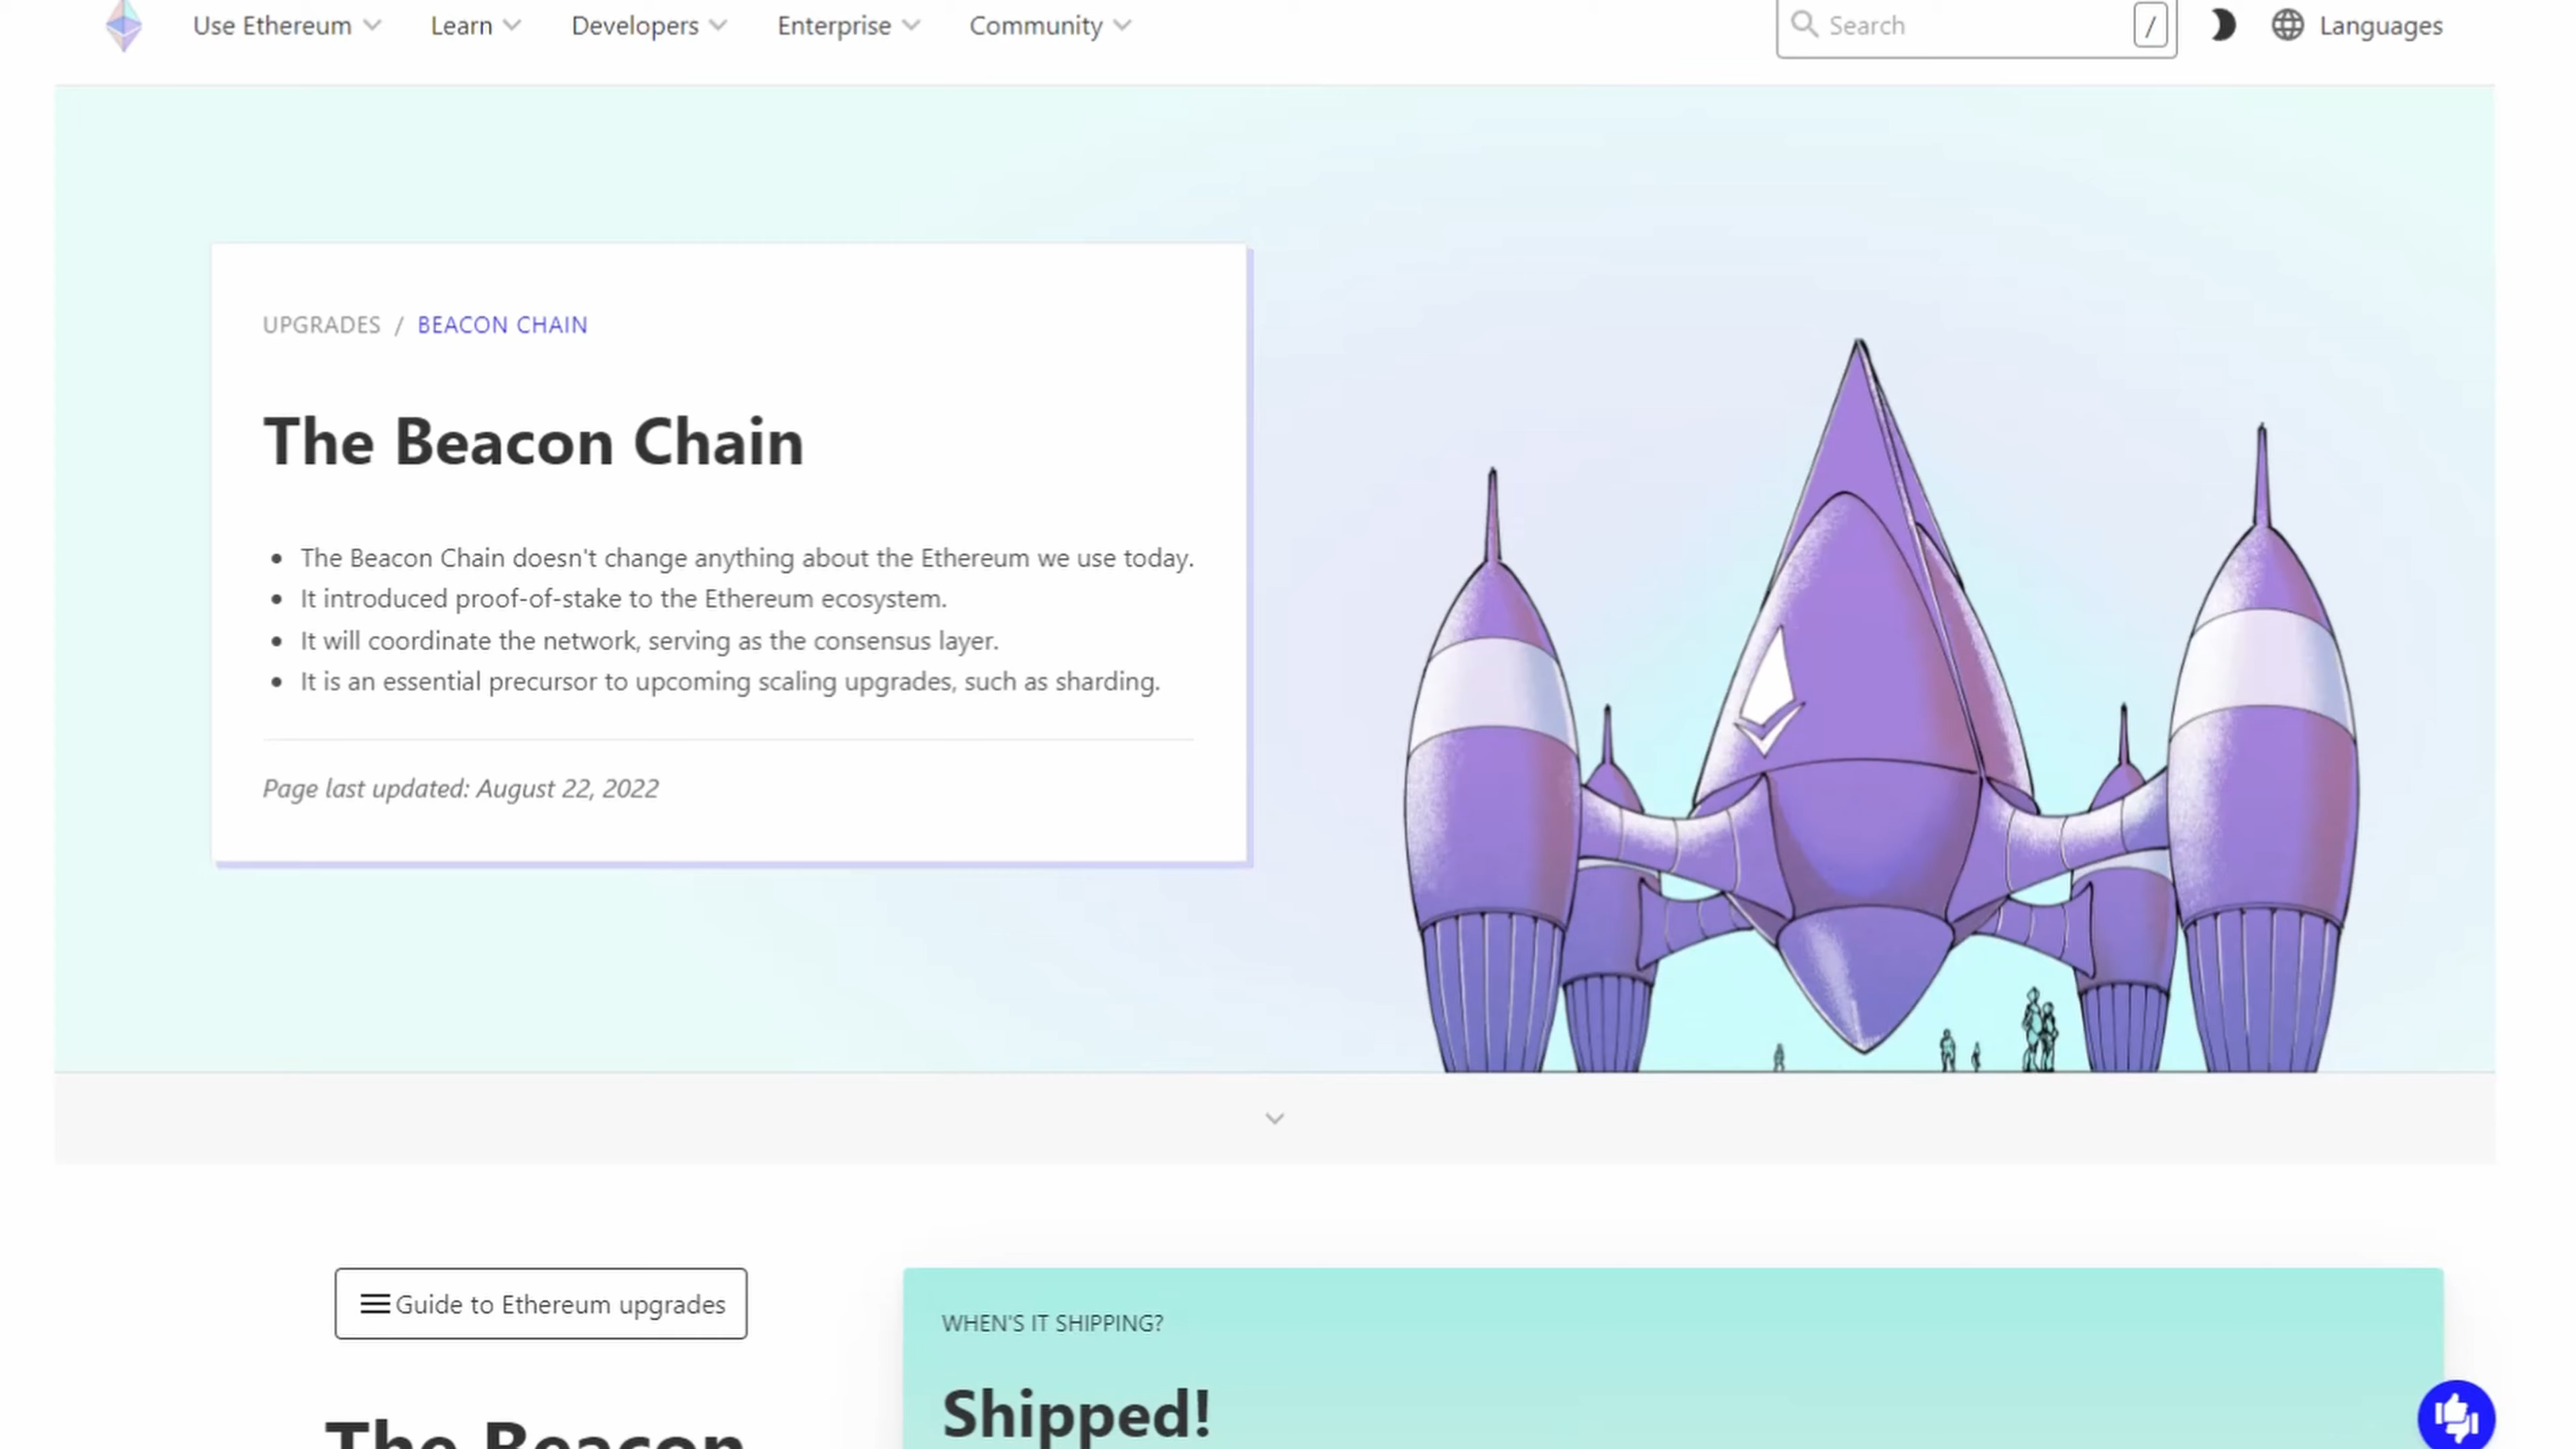 Use Ethereum
Learn
Developers
Enterprise
Community
Search
/
Languages
UPGRADES / BEACON CHAIN
The Beacon Chain
• The Beacon Chain doesn't change anything about the Ethereum we use today.
• It introduced proof-of-stake to the Ethereum ecosystem.
• It will coordinate the network, serving as the consensus layer.
• It is an essential precursor to upcoming scaling upgrades, such as sharding.
Page last updated: August 22, 2022
Guide to Ethereum upgrades
The Beacon
WHEN'S IT SHIPPING?
Shipped!